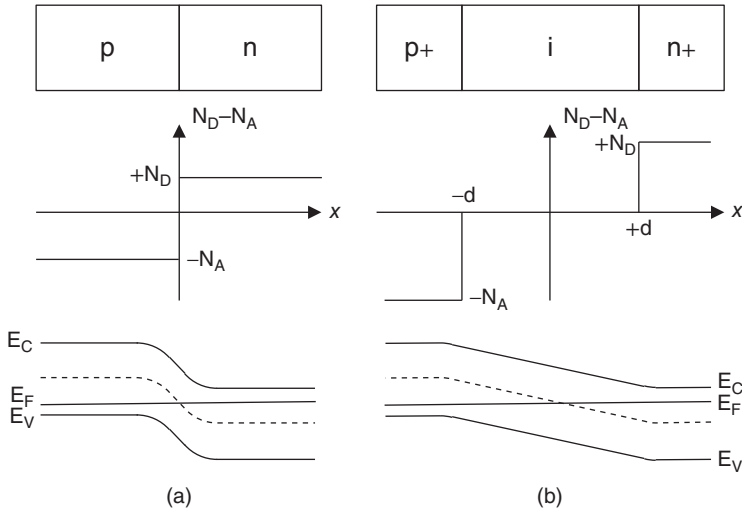 p n
p+ i n+
N_D–N_A
+N_D
x
–N_A
N_D–N_A
+N_D
–d
x
+d
–N_A
E_C
E_F
E_V
E_C
E_F
E_V
(a)
(b)